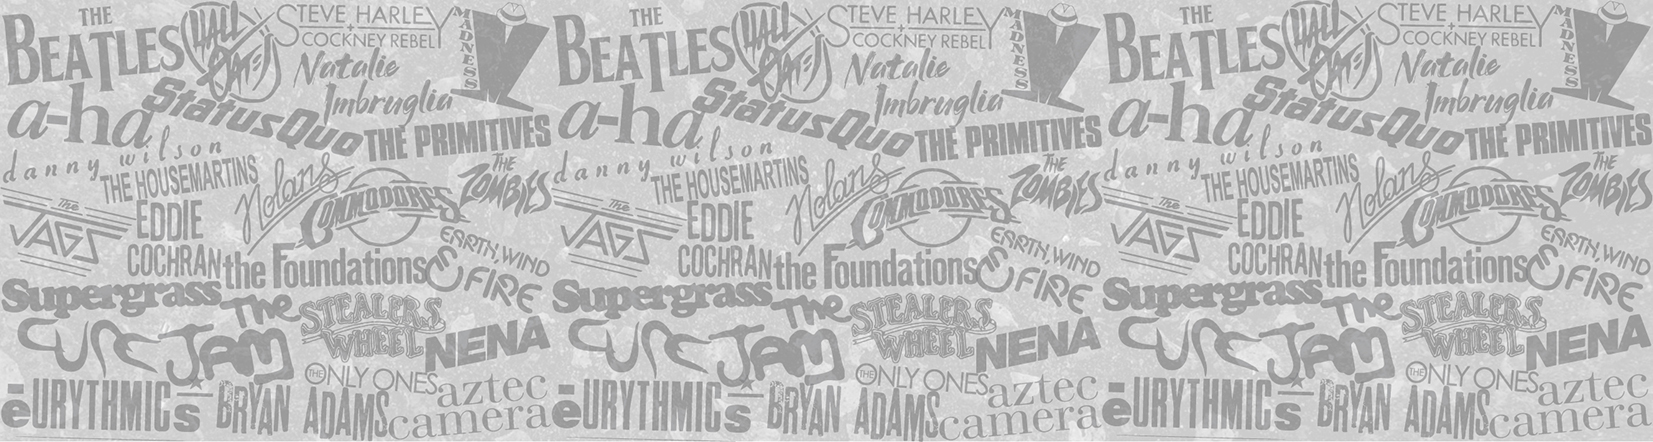 THE BEATLES
HALL & OATES
STEVE HARLEY + COCKNEY REBEL
MADNESS
Natalie Imbruglia
a-ha
Status Quo
THE PRIMITIVES
danny wilson
THE HOUSEMARTINS
Nolans
COMMODORES
THE ZOMBIES
The VAGS
EDDIE COCHRAN
the Foundations
EARTH, WIND & FIRE
Supergrass
The CURE
JAM
STEALERS WHEEL
NENA
eURYTHMICs
BRYAN ADAMS
THE ONLY ONES
aztec camera
THE BEATLES
HALL & OATES
STEVE HARLEY + COCKNEY REBEL
MADNESS
Natalie Imbruglia
a-ha
Status Quo
THE PRIMITIVES
danny wilson
THE HOUSEMARTINS
Nolans
COMMODORES
THE ZOMBIES
The VAGS
EDDIE COCHRAN
the Foundations
EARTH, WIND & FIRE
Supergrass
The CURE
JAM
STEALERS WHEEL
NENA
eURYTHMICs
BRYAN ADAMS
THE ONLY ONES
aztec camera
THE BEATLES
HALL & OATES
STEVE HARLEY + COCKNEY REBEL
MADNESS
Natalie Imbruglia
a-ha
Status Quo
THE PRIMITIVES
danny wilson
THE HOUSEMARTINS
Nolans
COMMODORES
THE ZOMBIES
The VAGS
EDDIE COCHRAN
the Foundations
EARTH, WIND & FIRE
Supergrass
The CURE
JAM
STEALERS WHEEL
NENA
eURYTHMICs
BRYAN ADAMS
THE ONLY ONES
aztec camera